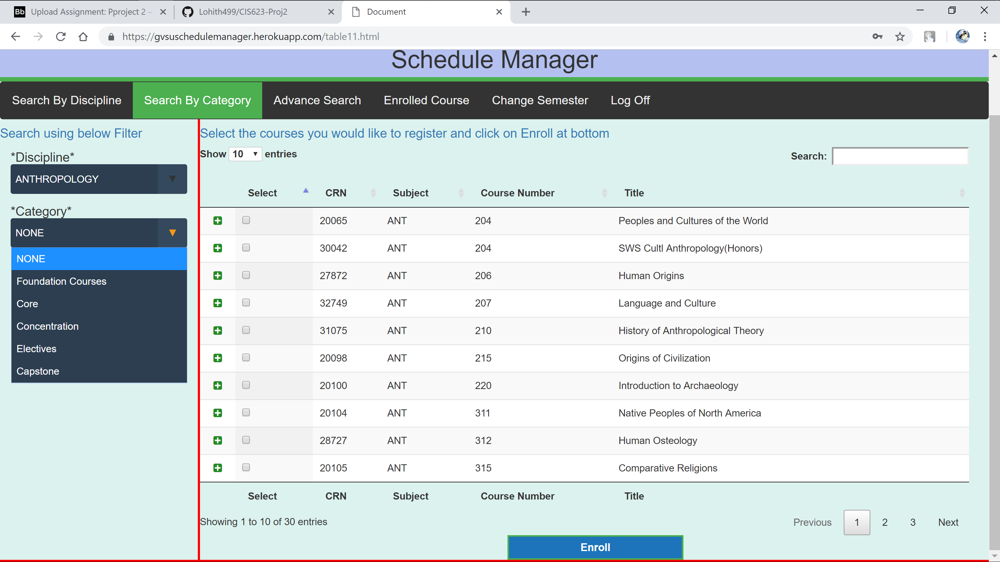 Bb Upload Assignment: Pproject 2 –
Lohith499/CIS623-Proj2
Document
https://gvsuschedulemanager.herokuapp.com/table11.html
Schedule Manager
Search By Discipline Search By Category Advance Search Enrolled Course Change Semester Log Off
Search using below Filter
*Discipline*
ANTHROPOLOGY
*Category*
NONE
NONE
Foundation Courses
Core
Concentration
Electives
Capstone
Select the courses you would like to register and click on Enroll at bottom
Show 10 entries
Search:
Select CRN Subject Course Number Title
20065 ANT 204 Peoples and Cultures of the World
30042 ANT 204 SWS Cultl Anthropology(Honors)
27872 ANT 206 Human Origins
32749 ANT 207 Language and Culture
31075 ANT 210 History of Anthropological Theory
20098 ANT 215 Origins of Civilization
20100 ANT 220 Introduction to Archaeology
20104 ANT 311 Native Peoples of North America
28727 ANT 312 Human Osteology
20105 ANT 315 Comparative Religions
Select CRN Subject Course Number Title
Showing 1 to 10 of 30 entries
Previous 1 2 3 Next
Enroll